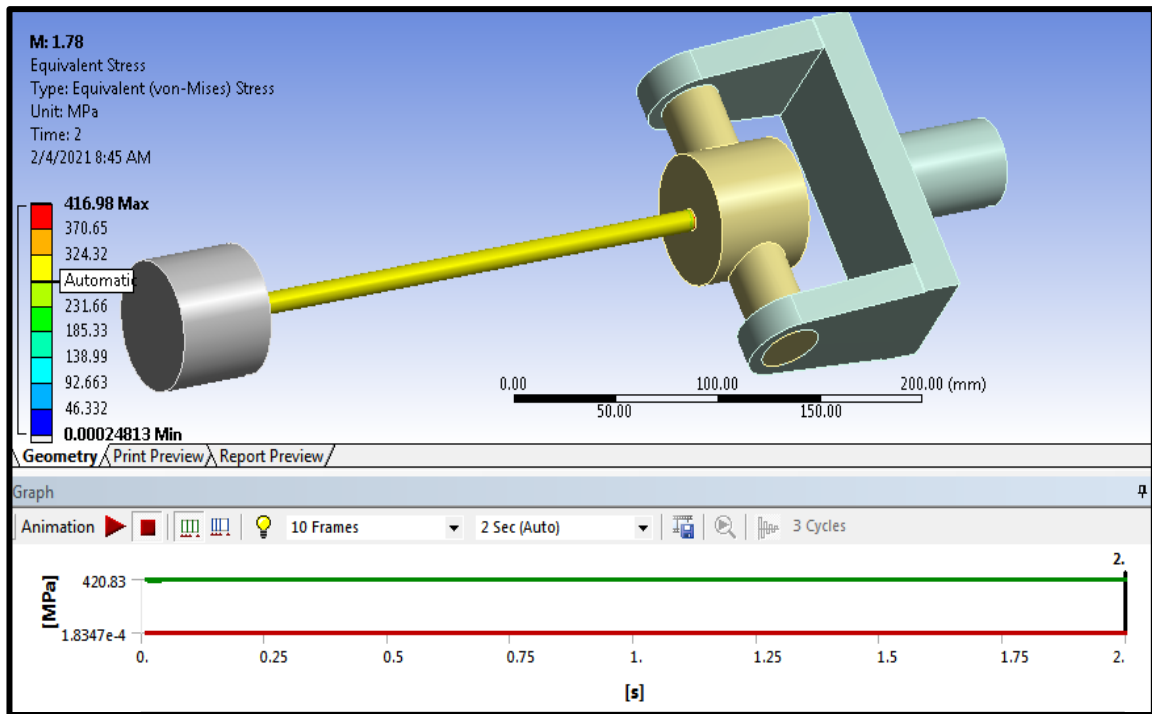 M: 1.78
Equivalent Stress
Type: Equivalent (von-Mises) Stress
Unit: MPa
Time: 2
2/4/2021 8:45 AM
416.98 Max
370.65
324.32
Automatic
231.66
185.33
138.99
92.663
46.332
0.00024813 Min
0.00 100.00 200.00 (mm)
50.00 150.00
Geometry Print Preview Report Preview
Graph
Animation 10 Frames 2 Sec (Auto) 3 Cycles
2.
420.83
[MPa]
1.8347e-4
0. 0.25 0.5 0.75 1. 1.25 1.5 1.75 2.
[s]